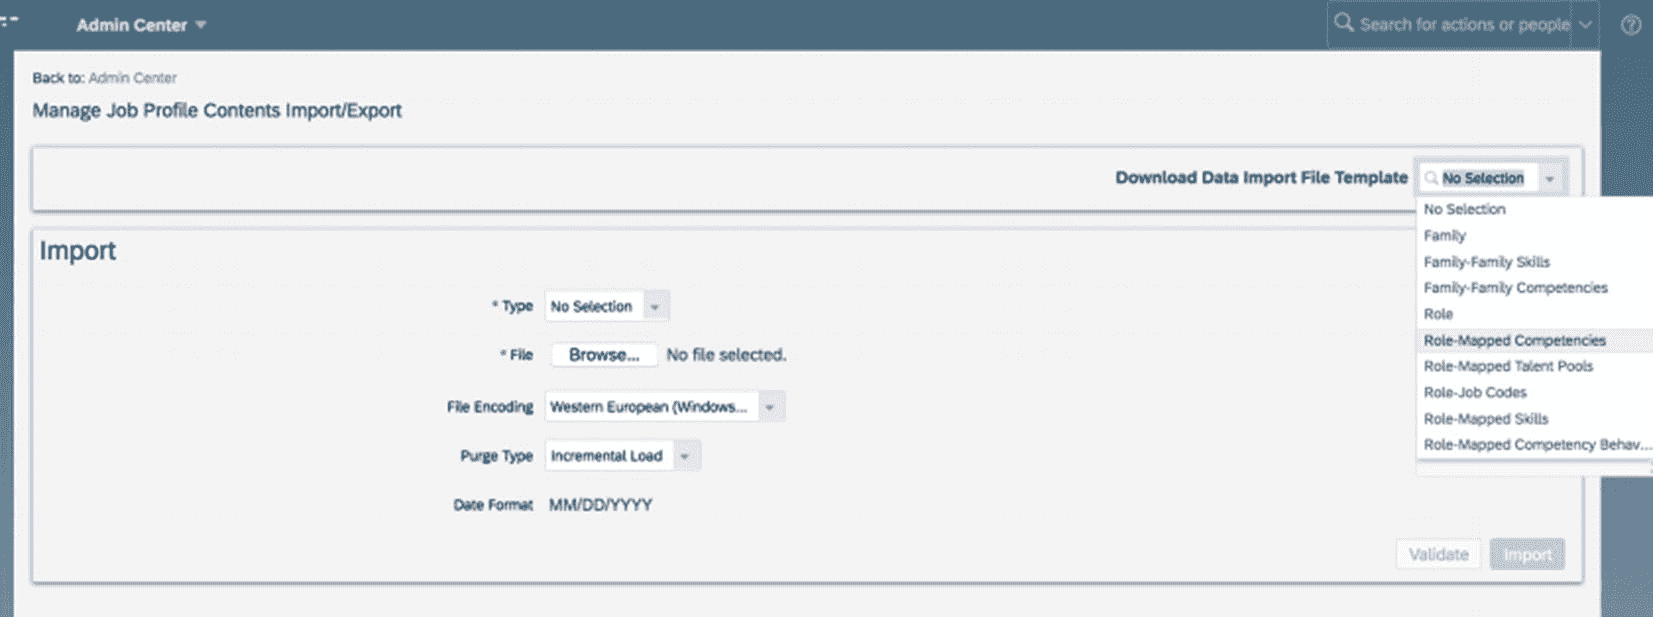 Admin Center
Search for actions or people
Back to: Admin Center
Manage Job Profile Contents Import/Export
Download Data Import File Template
No Selection
No Selection
Family
Family-Family Skills
Family-Family Competencies
Role
Role-Mapped Competencies
Role-Mapped Talent Pools
Role-Job Codes
Role-Mapped Skills
Role-Mapped Competency Behav...
Import
* Type No Selection
* File Browse... No file selected.
File Encoding Western European (Windows...
Purge Type Incremental Load
Date Format MM/DD/YYYY
Validate Import